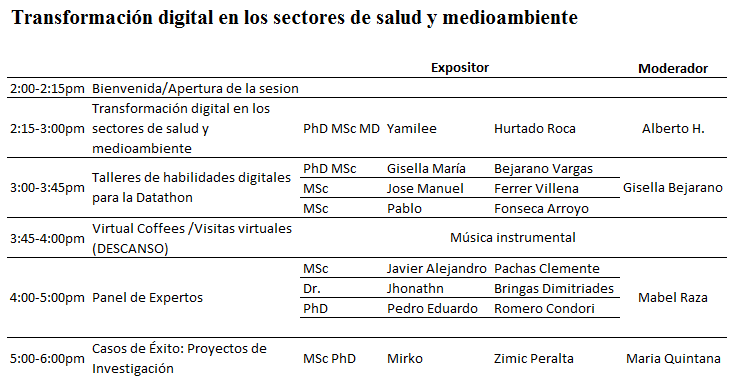 Transformación digital en los sectores de salud y medioambiente
Expositor Moderador
2:00-2:15pm Bienvenida/Apertura de la sesion
Transformación digital en los
2:15-3:00pm sectores de salud y PhD MSc MD Yamilee Hurtado Roca Alberto H.
medioambiente
PhD MSc Gisella María Bejarano Vargas
3:00-3:45pm Talleres de habilidades digitales para la Datathon MSc Jose Manuel Ferrer Villena Gisella Bejarano
MSc Pablo Fonseca Arroyo
3:45-4:00pm Virtual Coffees /Visitas virtuales Música instrumental
(DESCANSO)
MSc Javier Alejandro Pachas Clemente
4:00-5:00pm Panel de Expertos Dr. Jhonathn Bringas Dimitriades Mabel Raza
PhD Pedro Eduardo Romero Condori
5:00-6:00pm Casos de Éxito: Proyectos de MSc PhD Mirko Zimic Peralta Maria Quintana
Investigación